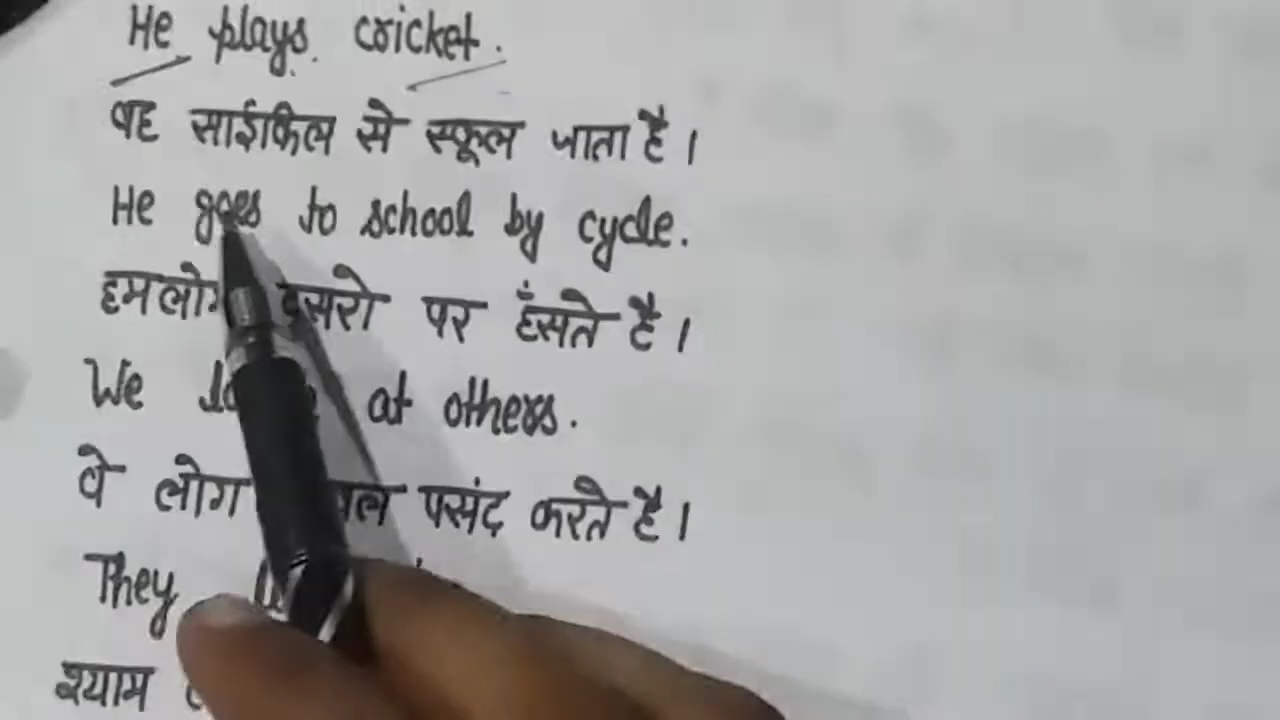 He plays cricket.
वह साईकिल से स्कूल जाता है।
He goes to school by cycle.
हमलोग दुसरो पर हँसते है।
We at others.
वे लोग पसंद करते है।
They
श्याम